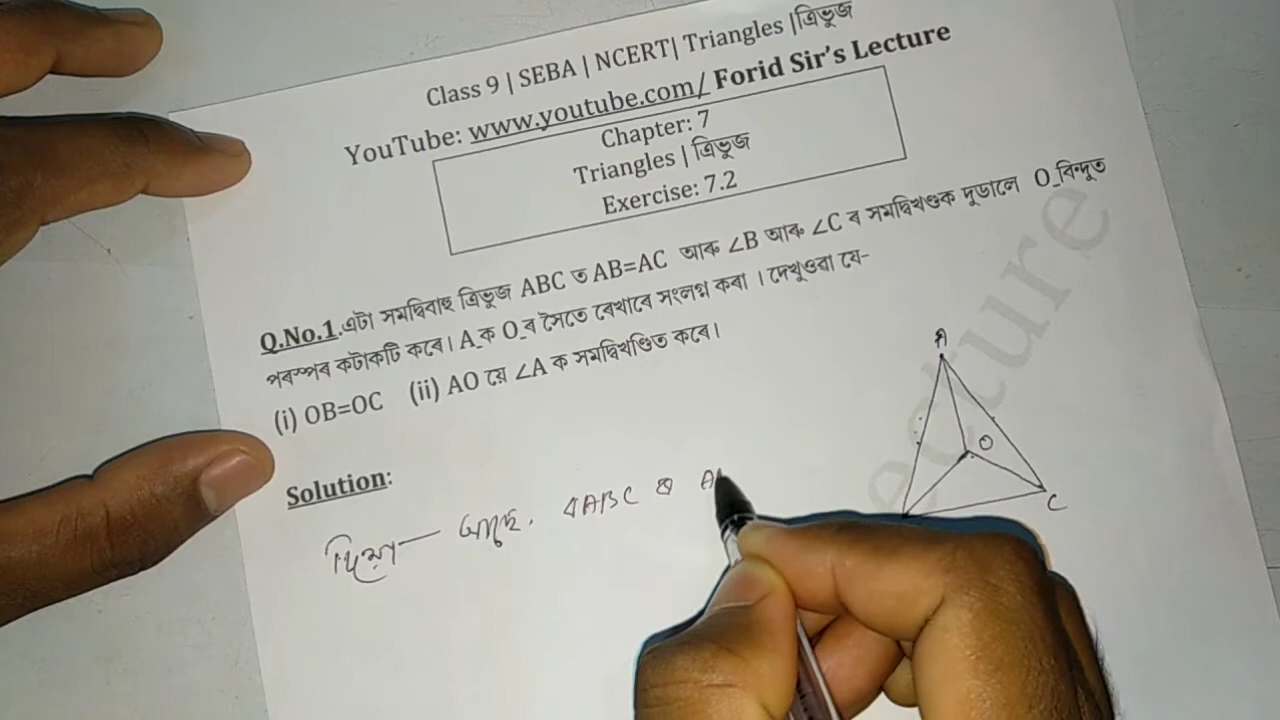 Class 9 | SEBA | NCERT| Triangles |ত্ৰিভূজ
YouTube: www.youtube.com/ Forid Sir's Lecture
Chapter: 7
Triangles | ত্ৰিভূজ
Exercise: 7.2
Q.No.1.এটা সমদ্বিবাহু ত্ৰিভূজ ABC ত AB=AC আৰু ∠B আৰু ∠C ৰ সমদ্বিখণ্ডক দুডালে O_বিন্দুত
পৰস্পৰ কটাকটি কৰে। A_ক O_ৰ সৈতে ৰেখাৰে সংলগ্ন কৰা । দেখুওৱা যে-
(i) OB=OC (ii) AO য়ে ∠A ক সমদ্বিখণ্ডিত কৰে।
A
O
C
Solution:
দিয়া— আছে, ABC ত A
ecture